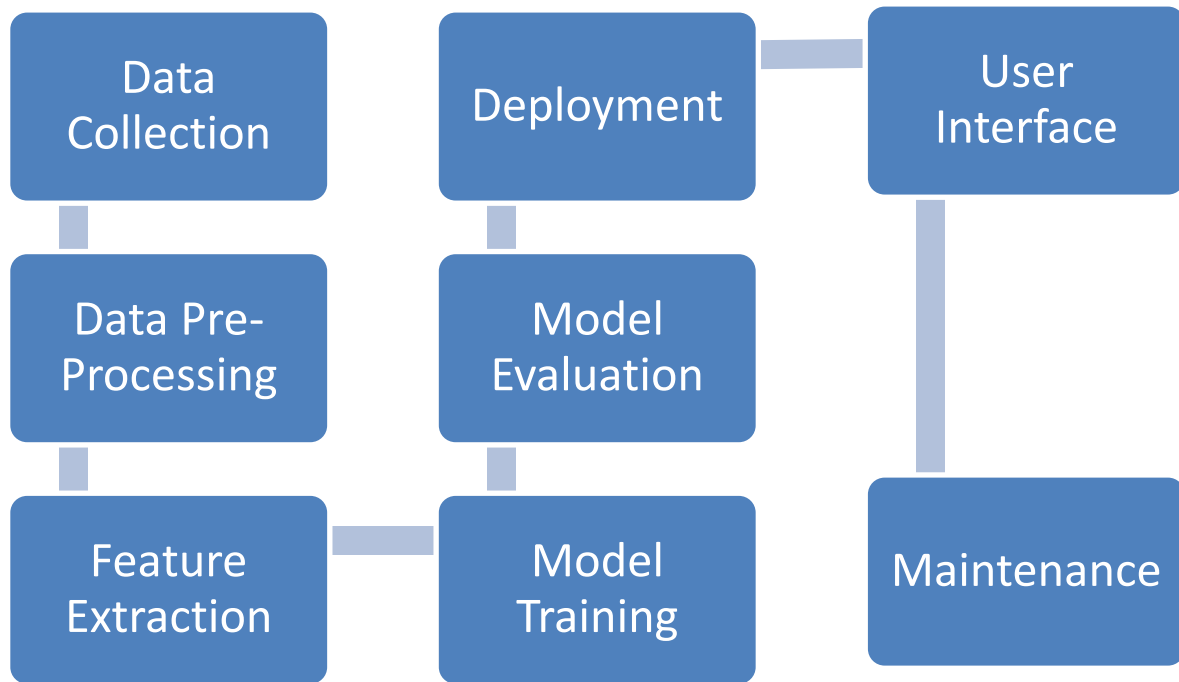 Data
Collection
Data Pre-
Processing
Feature
Extraction
Model
Training
Model
Evaluation
Deployment
User
Interface
Maintenance